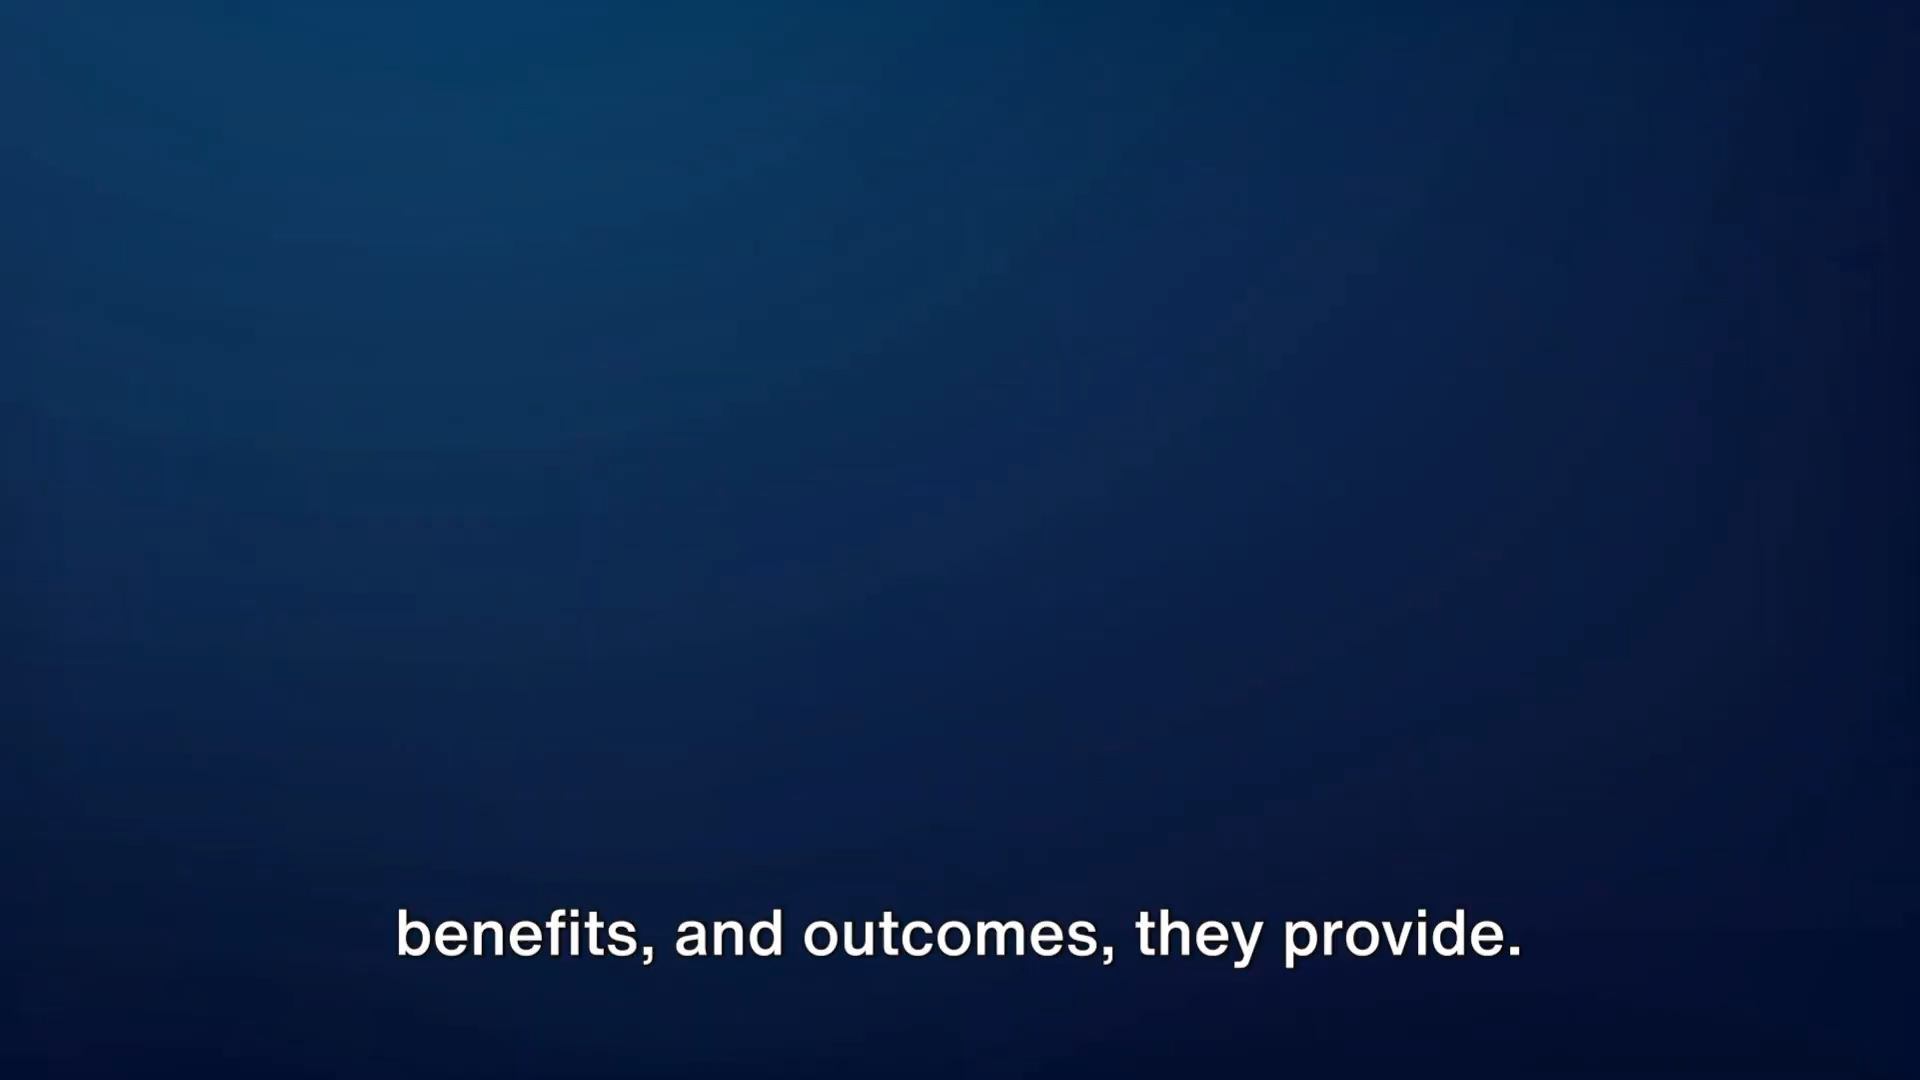 benefits, and outcomes, they provide.